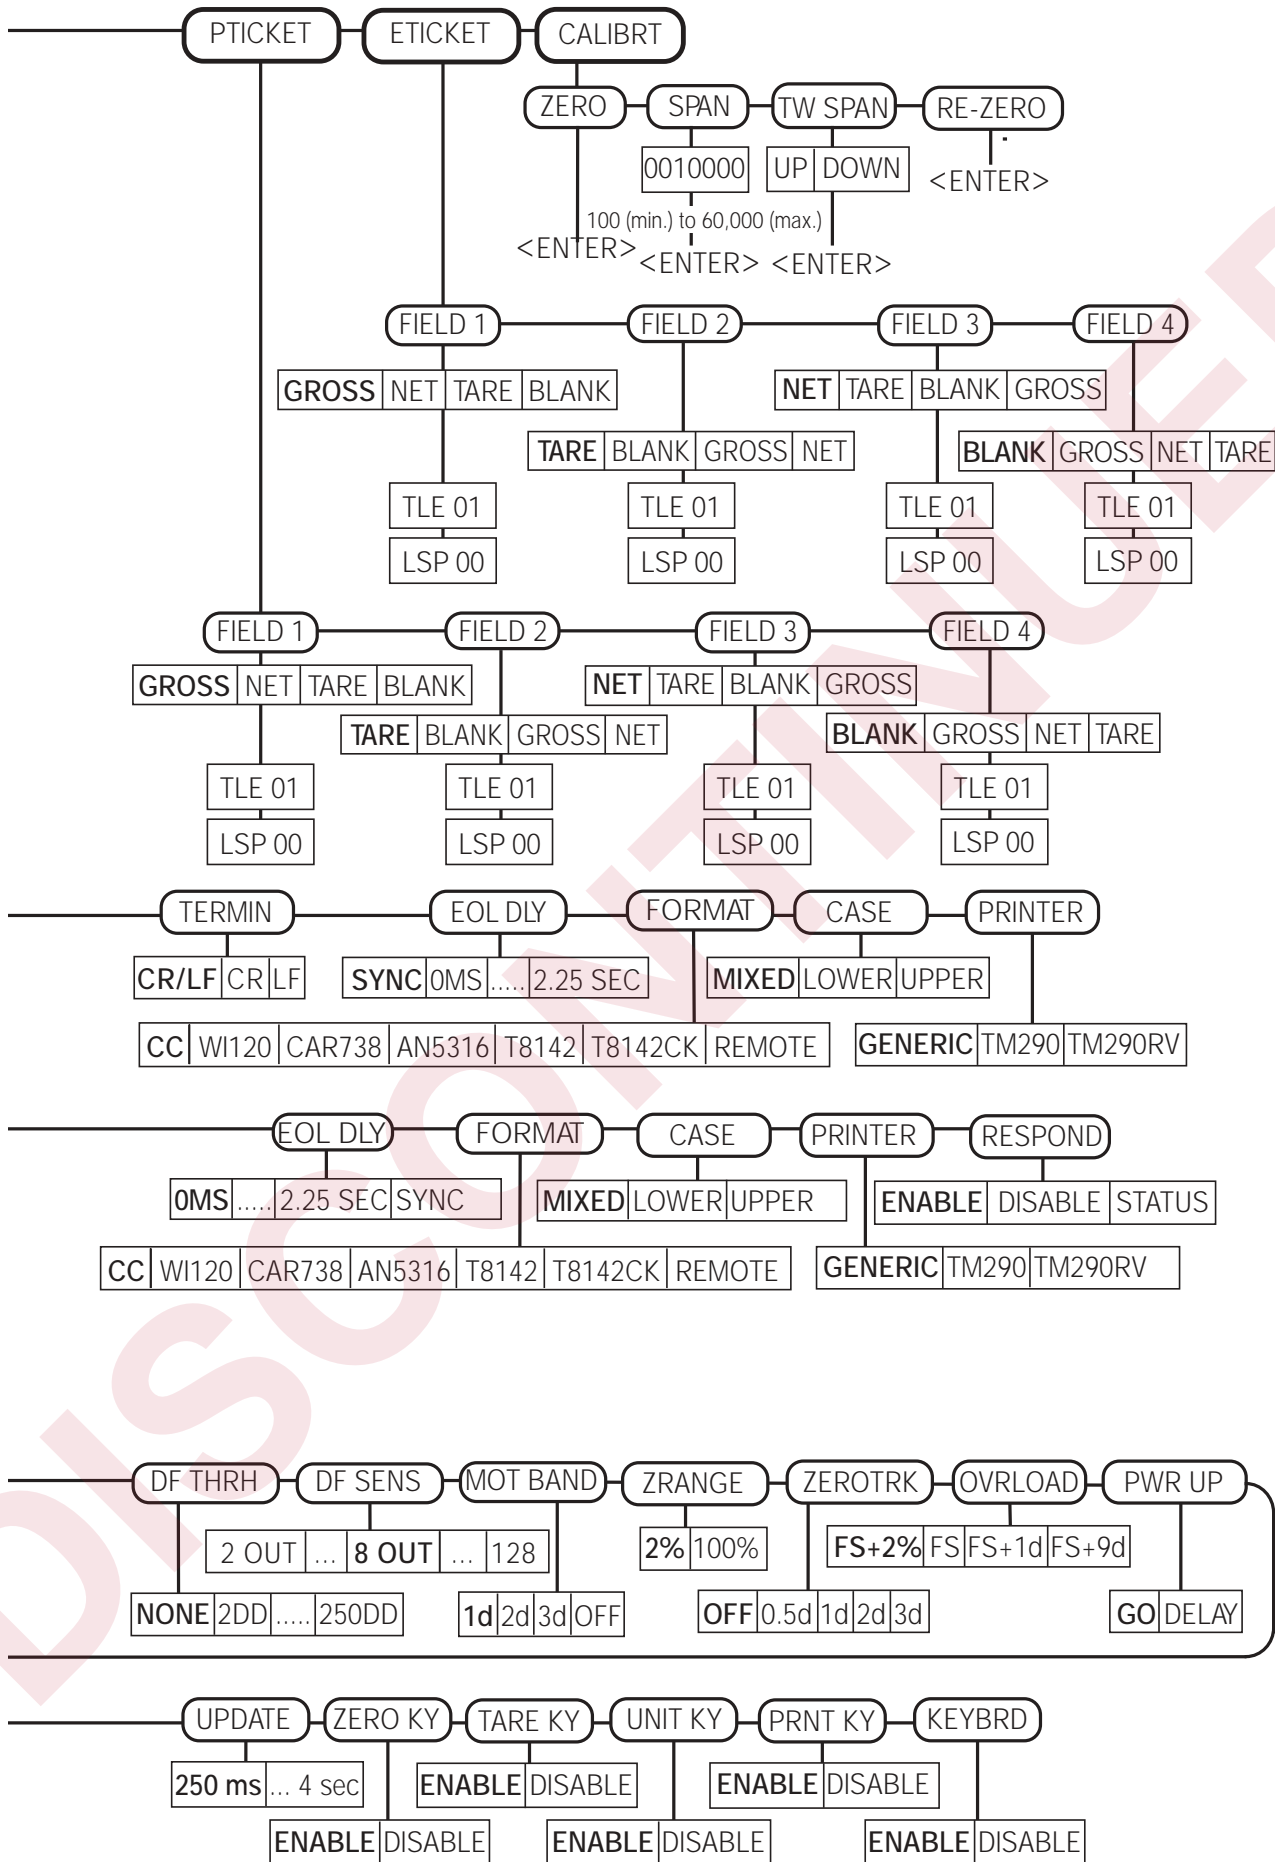 PTICKET ETICKET CALIBRT
ZERO SPAN TW SPAN RE-ZERO
0010000 UP DOWN <ENTER>
100 (min.) to 60,000 (max.)
<ENTER> <ENTER> <ENTER>
FIELD 1 FIELD 2 FIELD 3 FIELD 4
GROSS NET TARE BLANK NET TARE BLANK GROSS
TARE BLANK GROSS NET BLANK GROSS NET TARE
TLE 01 TLE 01 TLE 01 TLE 01
LSP 00 LSP 00 LSP 00 LSP 00
FIELD 1 FIELD 2 FIELD 3 FIELD 4
GROSS NET TARE BLANK NET TARE BLANK GROSS
TARE BLANK GROSS NET BLANK GROSS NET TARE
TLE 01 TLE 01 TLE 01 TLE 01
LSP 00 LSP 00 LSP 00 LSP 00
TERMIN EOL DLY FORMAT CASE PRINTER
CR/LF CR LF SYNC 0MS ..... 2.25 SEC MIXED LOWER UPPER
CC WI120 CAR738 AN5316 T8142 T8142CK REMOTE GENERIC TM290 TM290RV
EOL DLY FORMAT CASE PRINTER RESPOND
0MS ..... 2.25 SEC SYNC MIXED LOWER UPPER ENABLE DISABLE STATUS
CC WI120 CAR738 AN5316 T8142 T8142CK REMOTE GENERIC TM290 TM290RV
DF THRH DF SENS MOT BAND ZRANGE ZEROTRK OVRLOAD PWR UP
2 OUT ... 8 OUT ... 128 2% 100% FS+2% FS FS+1d FS+9d
NONE 2DD ..... 250DD 1d 2d 3d OFF OFF 0.5d 1d 2d 3d GO DELAY
UPDATE ZERO KY TARE KY UNIT KY PRNT KY KEYBRD
250 ms ... 4 sec ENABLE DISABLE ENABLE DISABLE
ENABLE DISABLE ENABLE DISABLE ENABLE DISABLE
DISCONTINUED